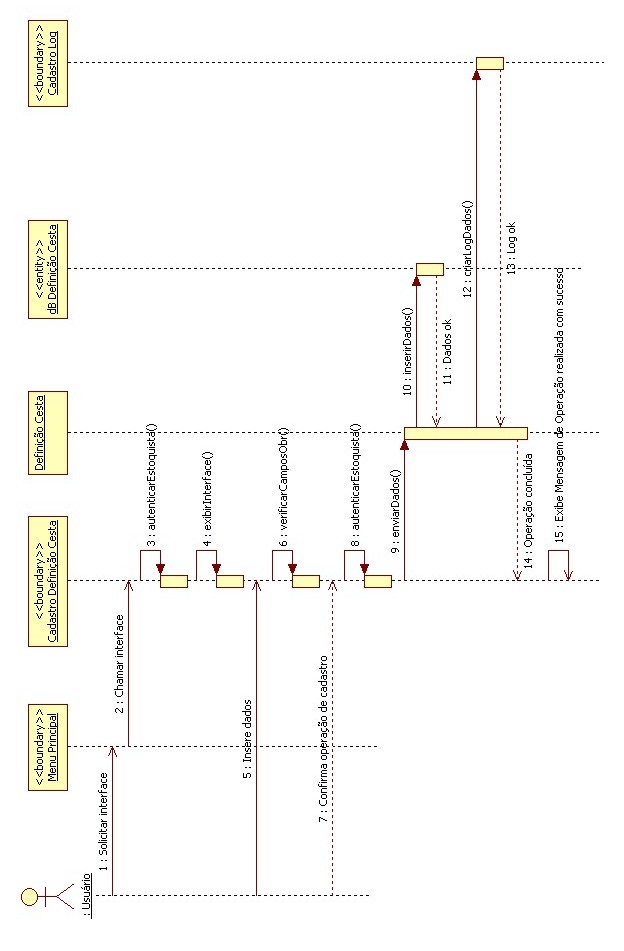 : Usuário
<<boundary>>
Menu Principal
<<boundary>>
Cadastro Definição Cesta
Definição Cesta
<<entity>>
dB Definição Cesta
<<boundary>>
Cadastro Log
1 : Solicitar interface
2 : Chamar interface
3 : autenticarEstoquista()
4 : exibirInterface()
5 : Insere dados
6 : verificarCamposObr()
7 : Confirma operação de cadastro
8 : autenticarEstoquista()
9 : enviarDados()
10 : inserirDados()
11 : Dados ok
12 : criarLogDados()
13 : Log ok
14 : Operação concluída
15 : Exibe Mensagem de Operação realizada com sucesso